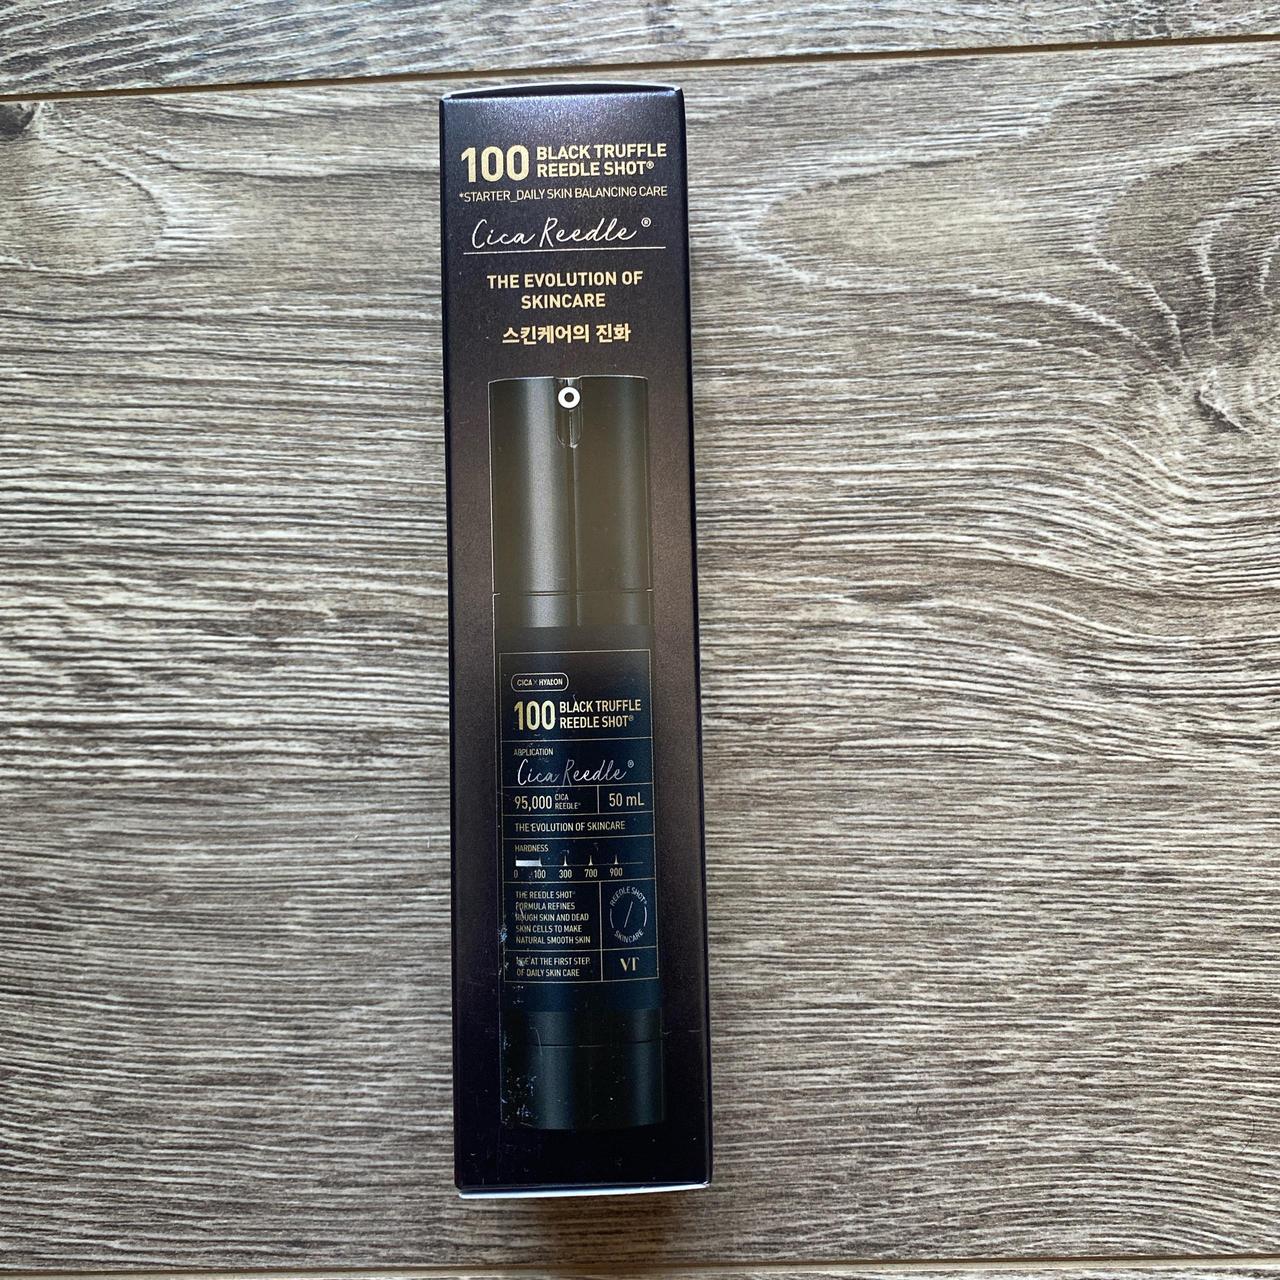 100 BLACK TRUFFLE
REEDLE SHOT®
*STARTER_DAILY SKIN BALANCING CARE
Cica Reedle®
THE EVOLUTION OF
SKINCARE
스킨케어의 진화
CICA × HYALON
100 BLACK TRUFFLE
REEDLE SHOT®
APPLICATION
Cica Reedle®
95,000 CICA
REEDLE®
50 mL
THE EVOLUTION OF SKINCARE
HARDNESS
0 100 300 700 900
THE REEDLE SHOT®
FORMULA REFINES
ROUGH SKIN AND DEAD
SKIN CELLS TO MAKE
NATURAL SMOOTH SKIN
REEDLE SHOT®
SKINCARE
USE AT THE FIRST STEP
OF DAILY SKIN CARE
VT